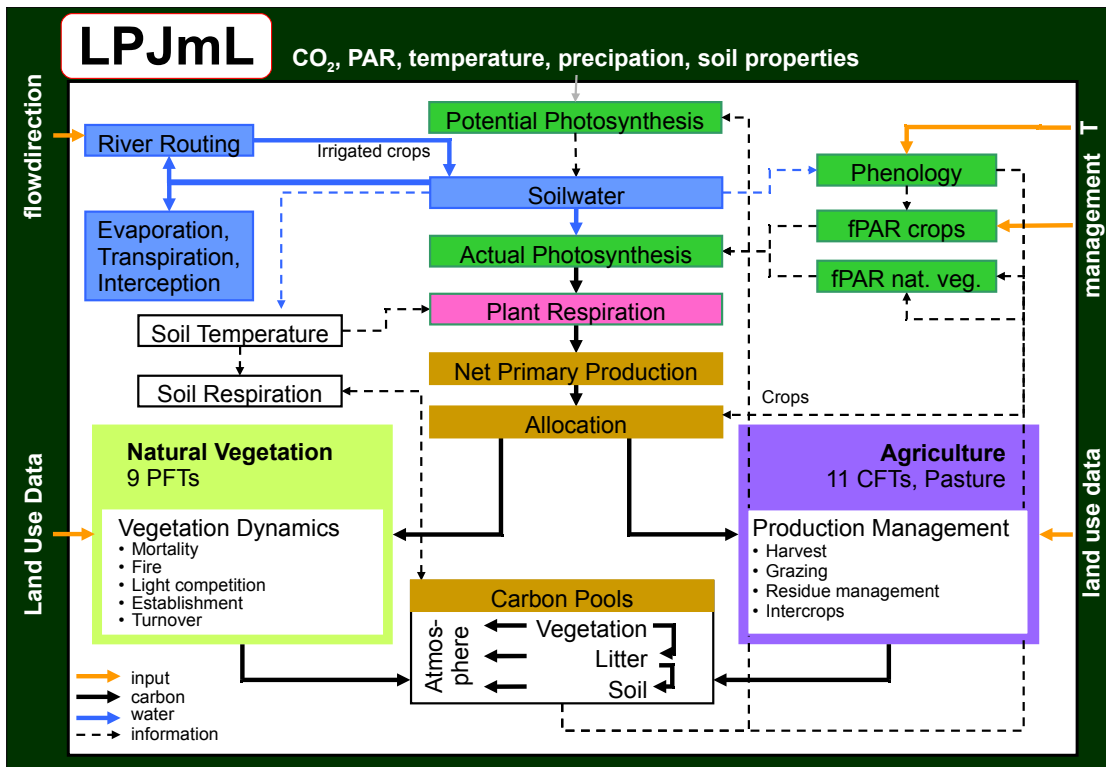 LPJmL
CO2, PAR, temperature, precipation, soil properties
flowdirection
Land Use Data
T
management
land use data
Potential Photosynthesis
River Routing
Irrigated crops
Soilwater
Phenology
Evaporation,
Transpiration,
Interception
fPAR crops
Actual Photosynthesis
fPAR nat. veg.
Plant Respiration
Soil Temperature
Net Primary Production
Soil Respiration
Crops
Allocation
Natural Vegetation
9 PFTs
Vegetation Dynamics
• Mortality
• Fire
• Light competition
• Establishment
• Turnover
Agriculture
11 CFTs, Pasture
Production Management
• Harvest
• Grazing
• Residue management
• Intercrops
Carbon Pools
Atmos-
phere
Vegetation
Litter
Soil
input
carbon
water
information